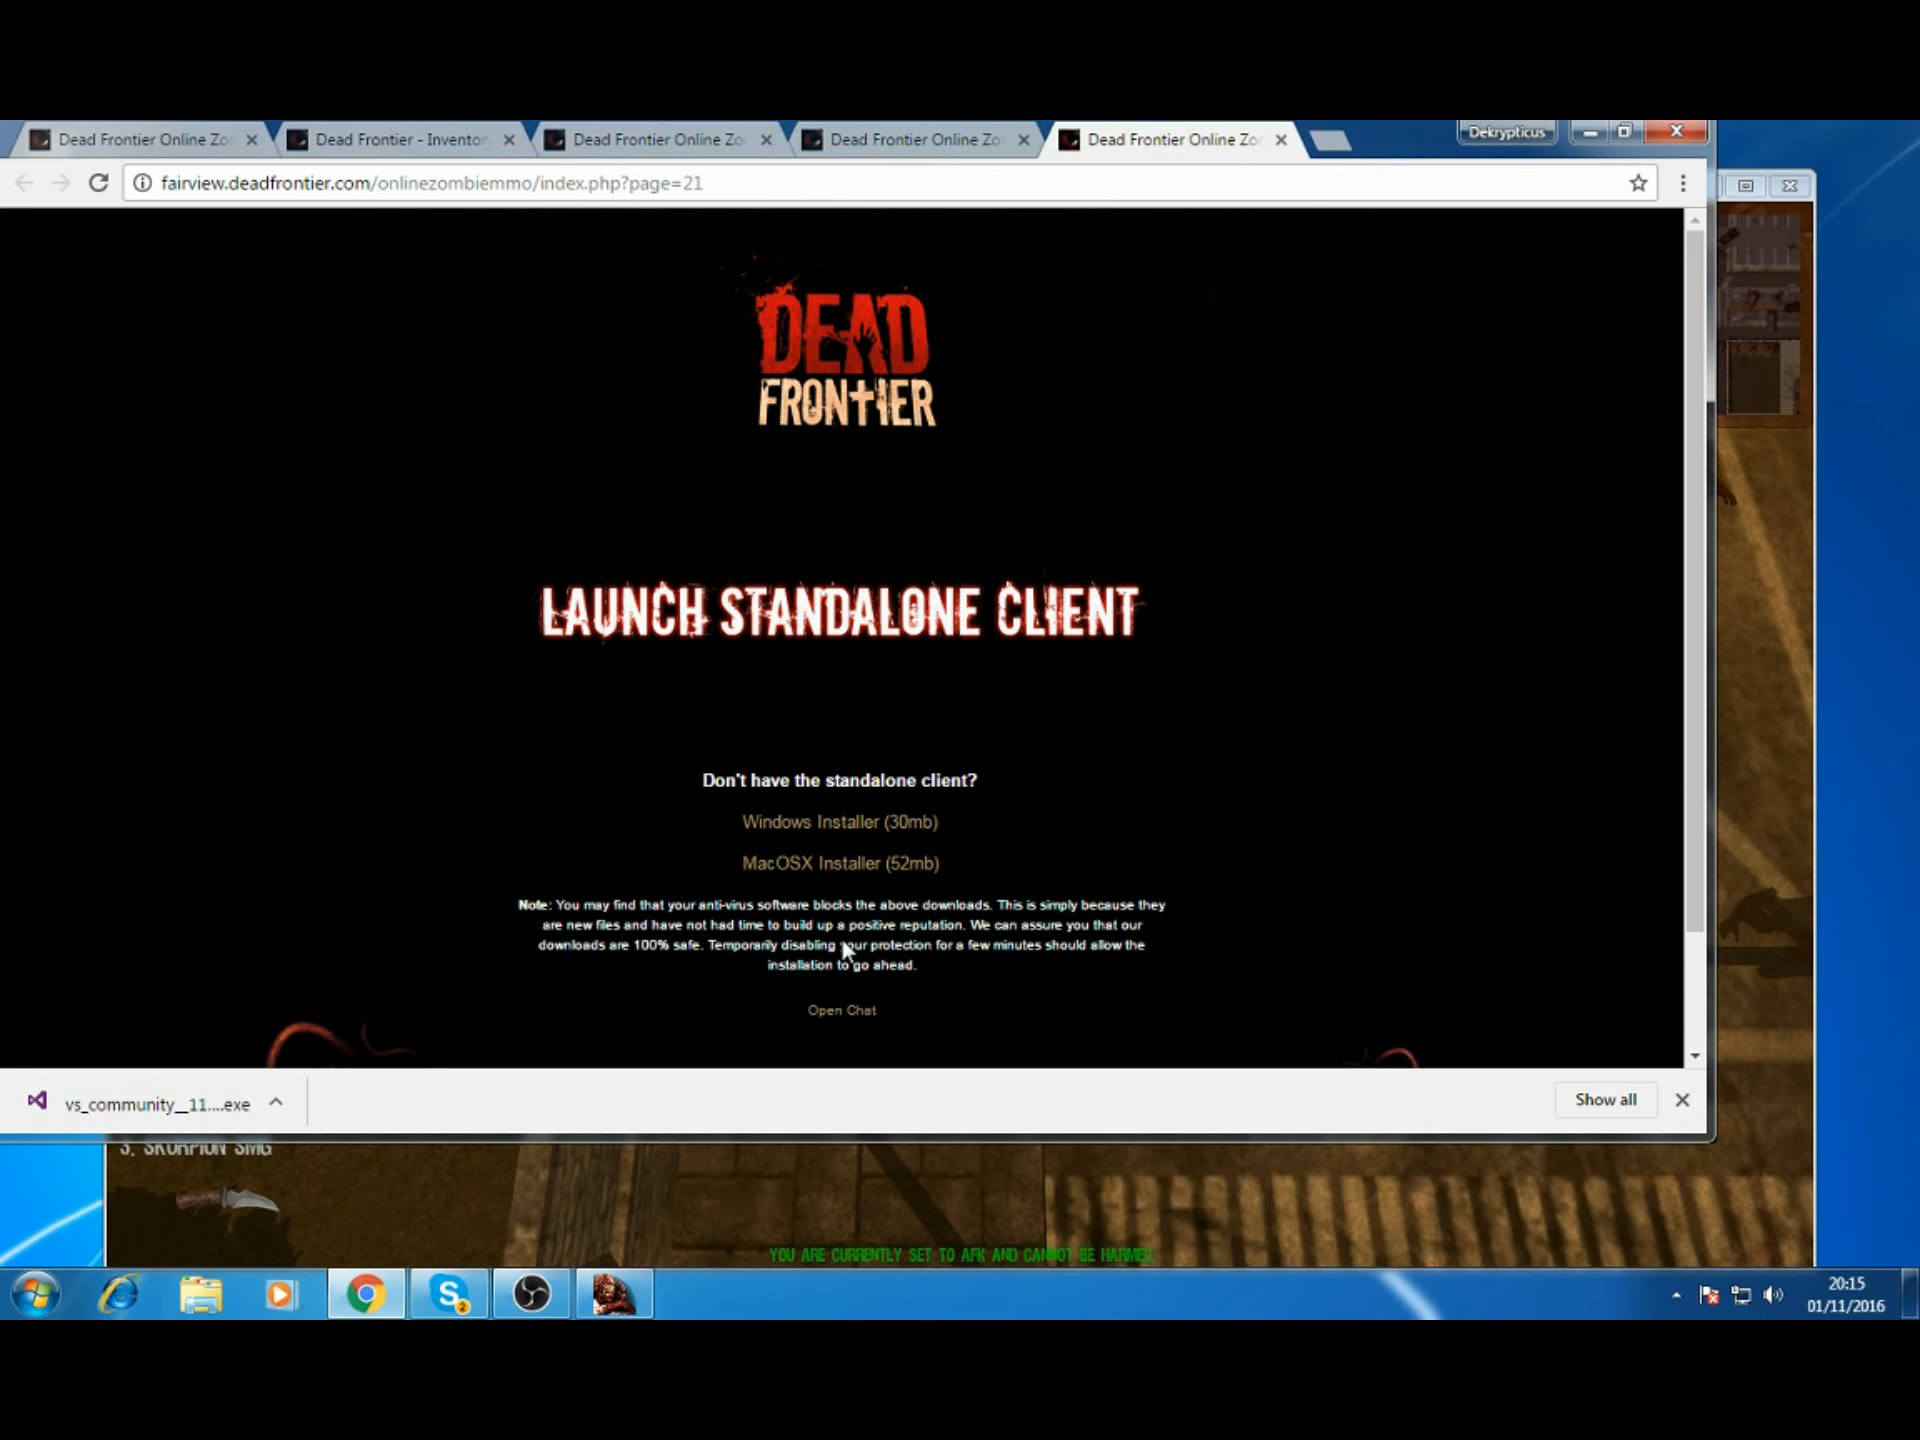 Dead Frontier Online Zo
Dead Frontier - Inventor
Dead Frontier Online Zo
Dead Frontier Online Zo
Dead Frontier Online Zo
Dekrypticus
fairview.deadfrontier.com/onlinezombiemmo/index.php?page=21
DEAD
FRONTIER
LAUNCH STANDALONE CLIENT
Don't have the standalone client?
Windows Installer (30mb)
MacOSX Installer (52mb)
Note: You may find that your anti-virus software blocks the above downloads. This is simply because they
are new files and have not had time to build up a positive reputation. We can assure you that our
downloads are 100% safe. Temporarily disabling your protection for a few minutes should allow the
installation to go ahead.
Open Chat
vs_community__11....exe
Show all
3. SKORPION SMG
YOU ARE CURRENTLY SET TO AFK AND CANNOT BE HARMED
2
20:15
01/11/2016